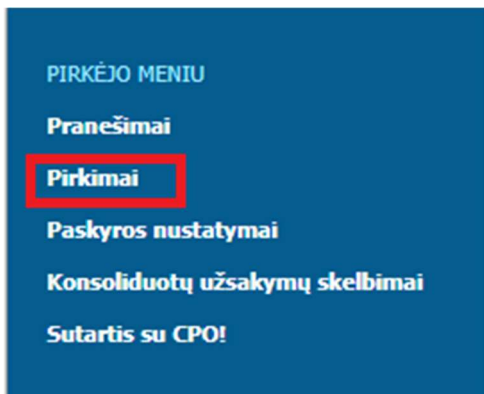 PIRKĖJO MENIU
Pranešimai
Pirkimai
Paskyros nustatymai
Konsoliduotų užsakymų skelbimai
Sutartis su CPO!